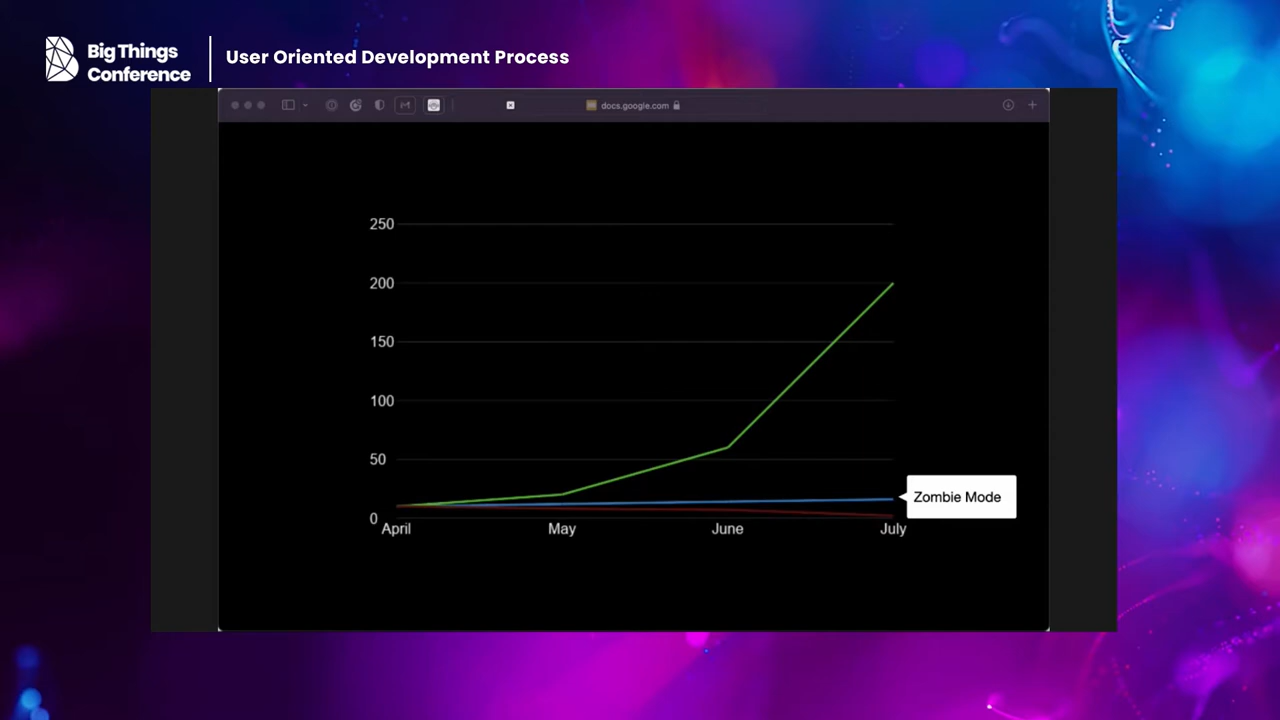 Big Things
Conference
User Oriented Development Process
docs.google.com
250
200
150
100
50
0
Zombie Mode
April May June July